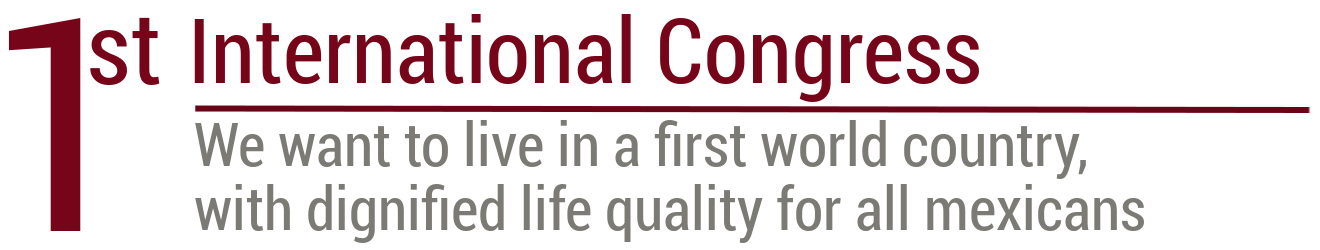 1st International Congress
We want to live in a first world country,
with dignified life quality for all mexicans